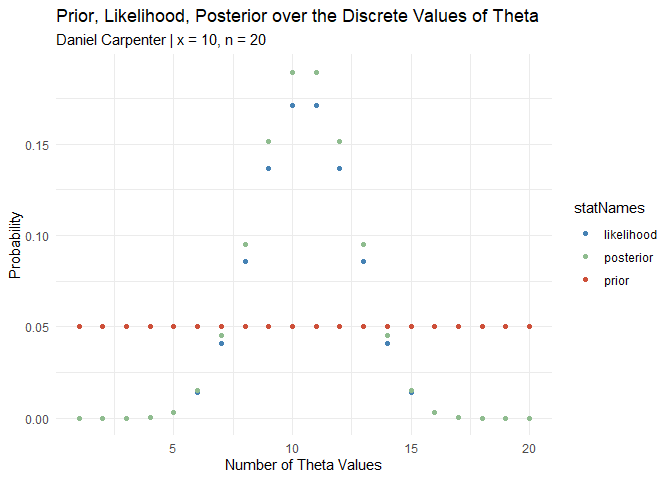 Prior, Likelihood, Posterior over the Discrete Values of Theta
Daniel Carpenter | x = 10, n = 20
0.15
0.10
0.05
0.00
Probability
5 10 15 20
Number of Theta Values
statNames
likelihood
posterior
prior